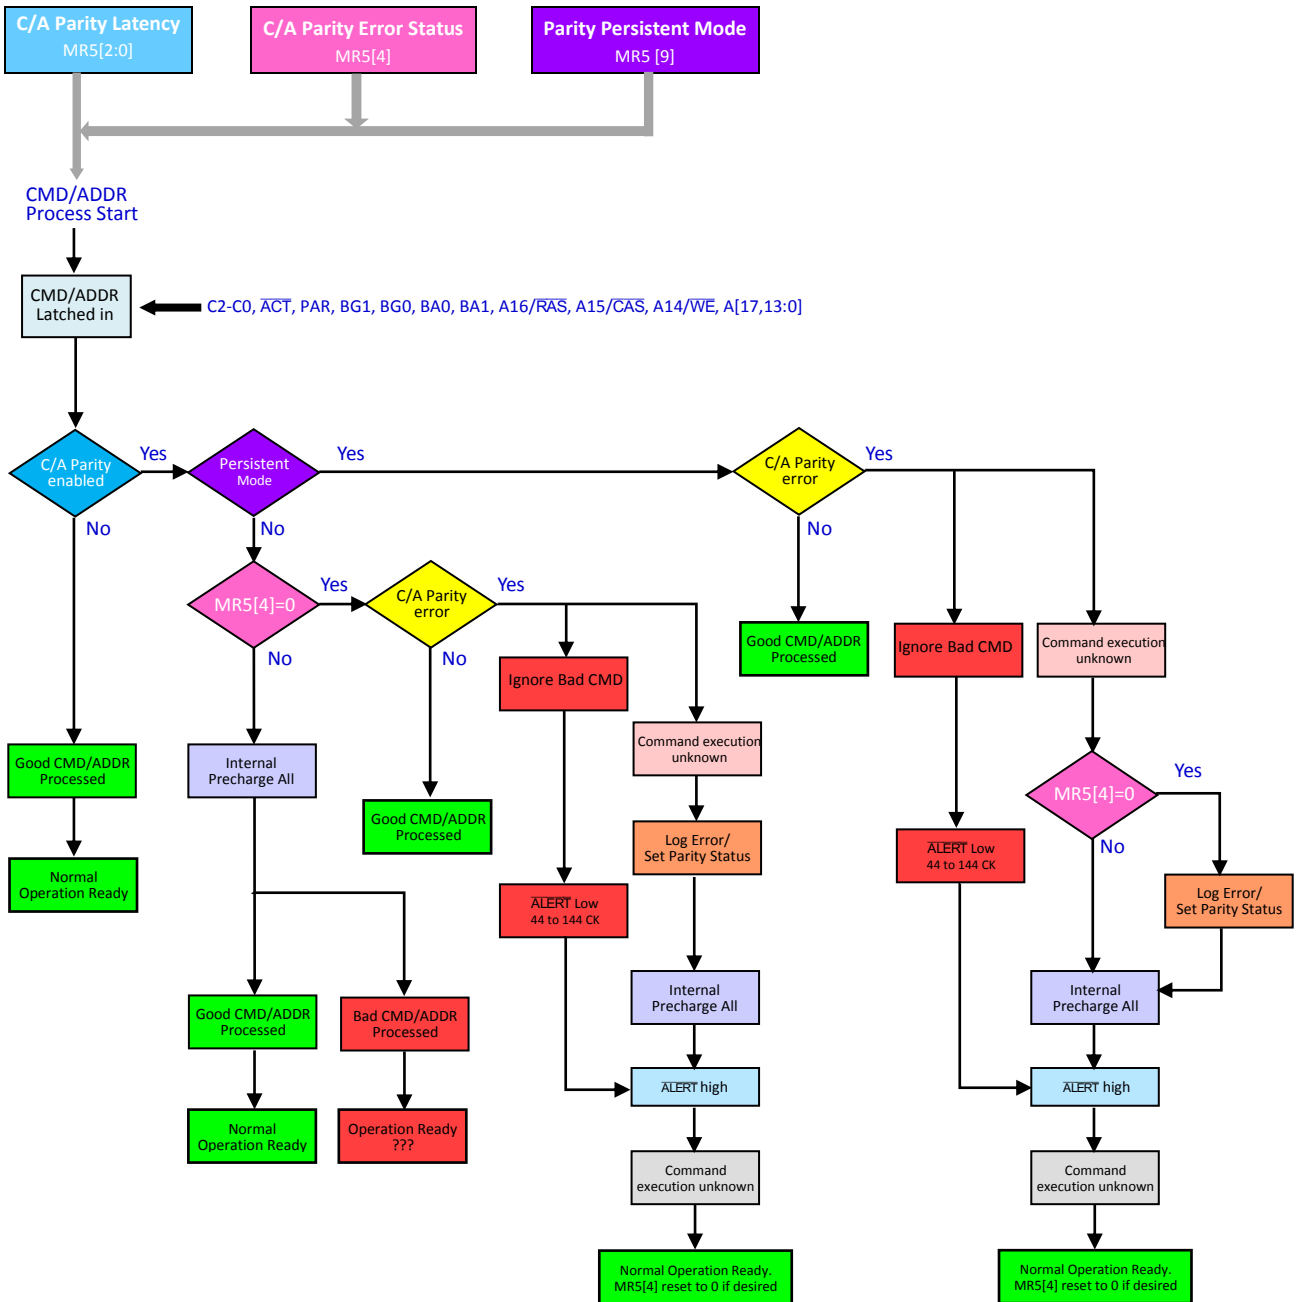 C/A Parity Latency
MR5[2:0]
C/A Parity Error Status
MR5[4]
Parity Persistent Mode
MR5 [9]
CMD/ADDR
Process Start
CMD/ADDR
Latched in
C2-C0, A̅C̅T̅, PAR, BG1, BG0, BA0, BA1, A16/R̅A̅S̅, A15/C̅A̅S̅, A14/W̅E̅, A[17,13:0]
C/A Parity
enabled
Yes
No
Persistent
Mode
Yes
No
C/A Parity
error
Yes
No
MR5[4]=0
Yes
No
C/A Parity
error
Yes
No
Good CMD/ADDR
Processed
Ignore Bad CMD
Command execution
unknown
Ignore Bad CMD
Command execution
unknown
Good CMD/ADDR
Processed
Internal
Precharge All
MR5[4]=0
Yes
No
Good CMD/ADDR
Processed
Log Error/
Set Parity Status
A̅L̅E̅R̅T̅ Low
44 to 144 CK
Normal
Operation Ready
A̅L̅E̅R̅T̅ Low
44 to 144 CK
Log Error/
Set Parity Status
Internal
Precharge All
Internal
Precharge All
Good CMD/ADDR
Processed
Bad CMD/ADDR
Processed
A̅L̅E̅R̅T̅ high
A̅L̅E̅R̅T̅ high
Normal
Operation Ready
Operation Ready
???
Command
execution unknown
Command
execution unknown
Normal Operation Ready.
MR5[4] reset to 0 if desired
Normal Operation Ready.
MR5[4] reset to 0 if desired